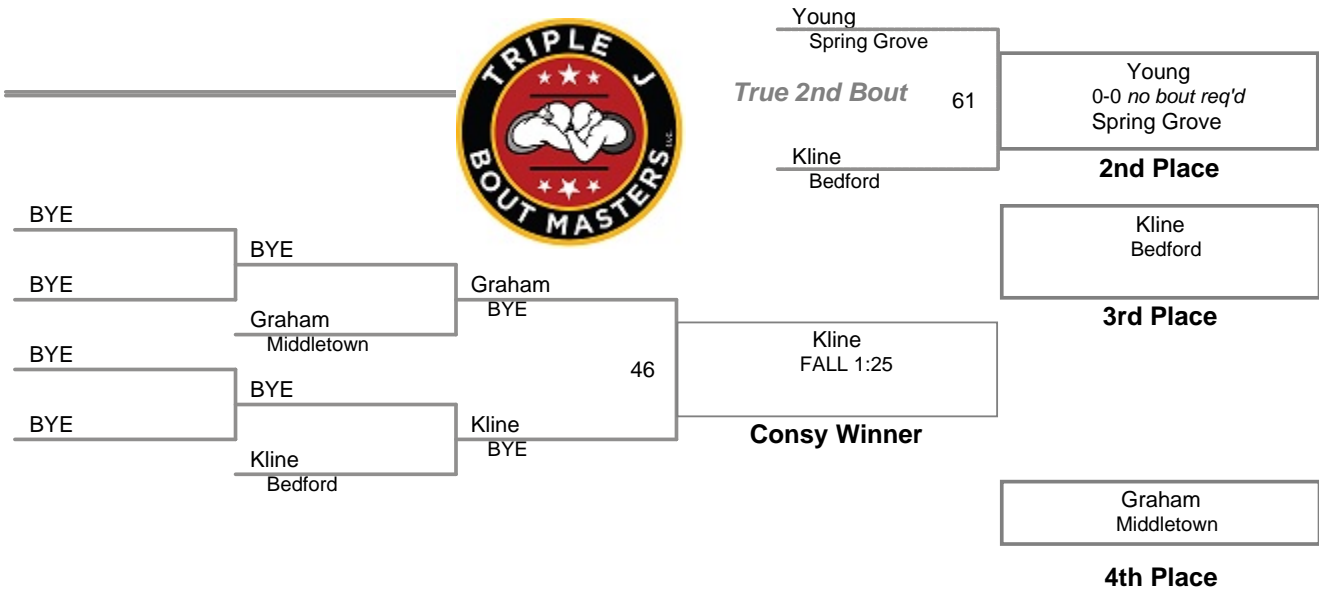 Young
Spring Grove
TRIPLE J
BOUT MASTERS LLC.
True 2nd Bout
61
Young
0-0 no bout req'd
Spring Grove
2nd Place
Kline
Bedford
Kline
Bedford
3rd Place
BYE
BYE
BYE
BYE
BYE
Graham
Middletown
BYE
Kline
Bedford
Graham
BYE
46
Kline
BYE
Kline
FALL 1:25
Consy Winner
Graham
Middletown
4th Place